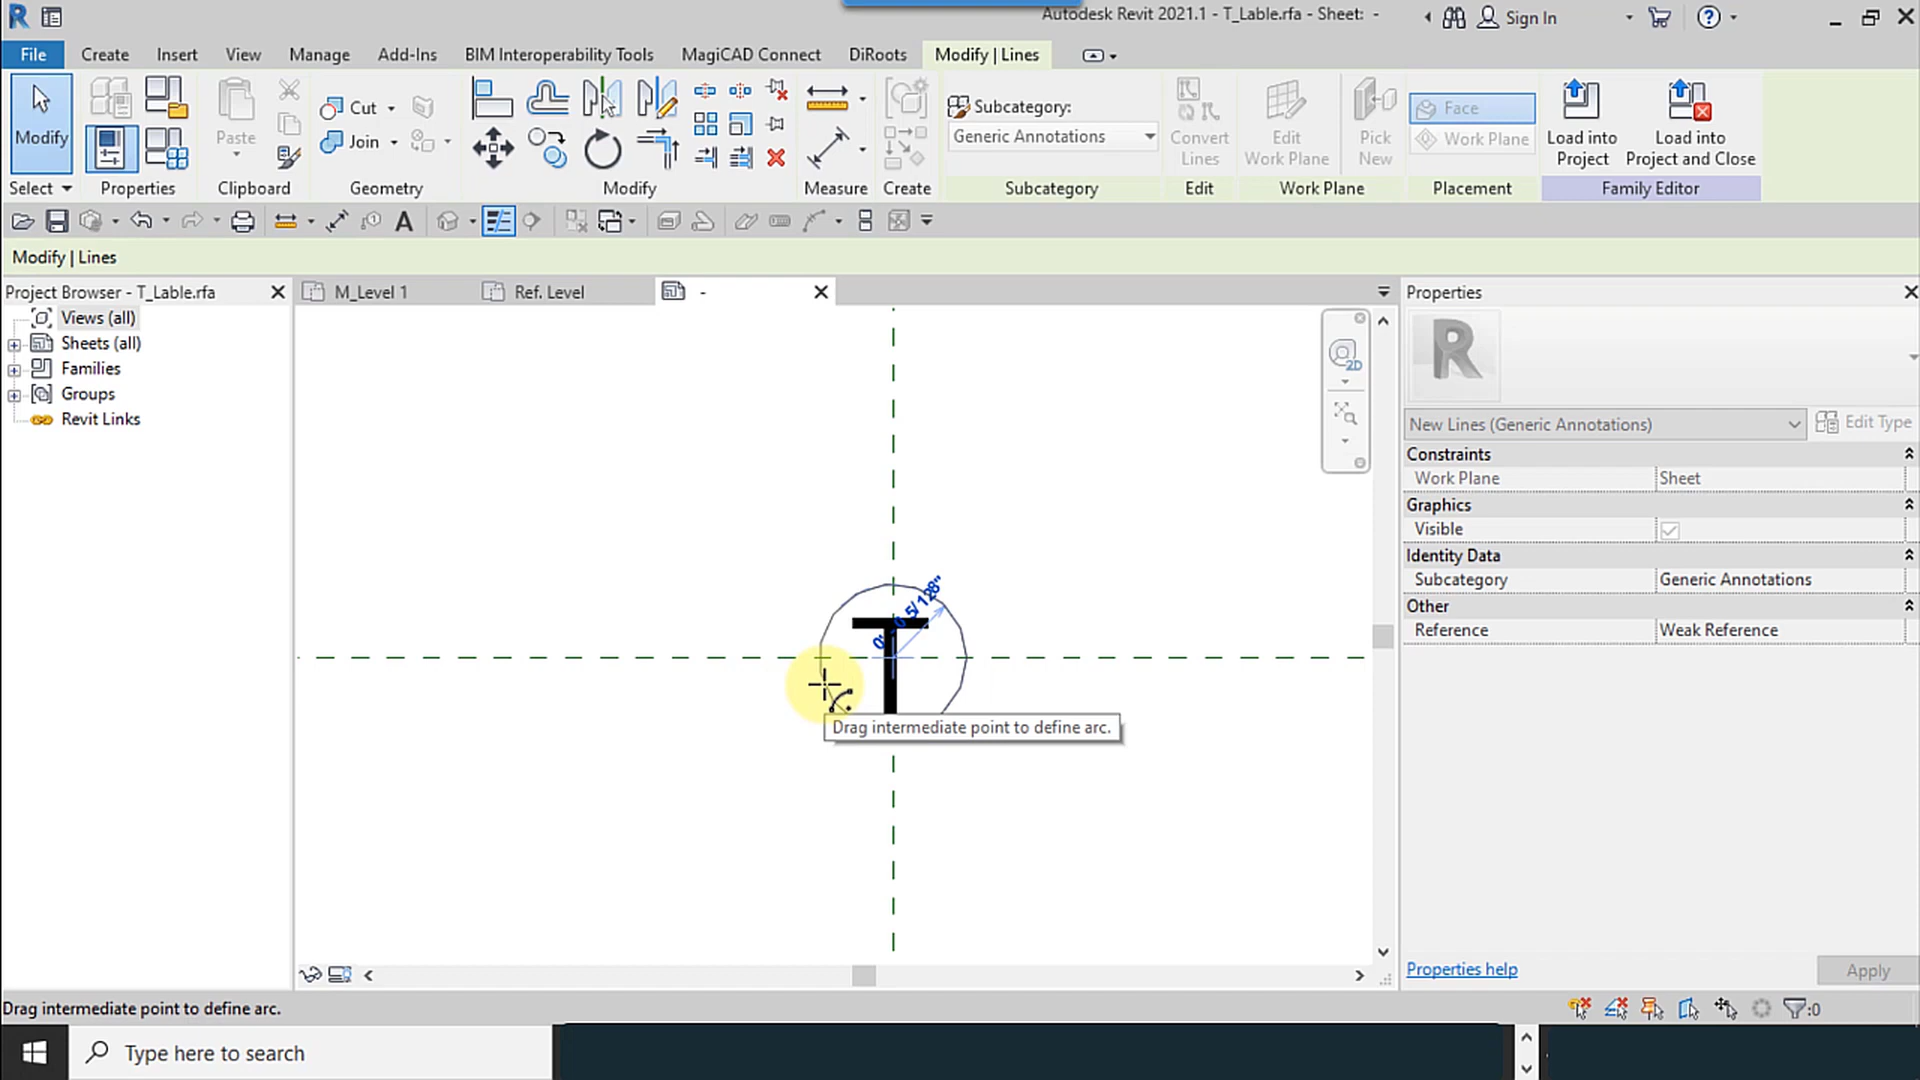 Autodesk Revit 2021.1 - T_Lable.rfa - Sheet: -
Sign In
File
Create
Insert
View
Manage
Add-Ins
BIM Interoperability Tools
MagiCAD Connect
DiRoots
Modify | Lines
Modify
Paste
Cut
Join
Subcategory:
Generic Annotations
Convert Lines
Edit Work Plane
Pick New
Face
Work Plane
Load into Project
Load into Project and Close
Select
Properties
Clipboard
Geometry
Modify
Measure
Create
Subcategory
Edit
Work Plane
Placement
Family Editor
A
Modify | Lines
Project Browser - T_Lable.rfa
M_Level 1
Ref. Level
-
Properties
Views (all)
Sheets (all)
Families
Groups
Revit Links
2D
R
New Lines (Generic Annotations)
Edit Type
Constraints
Work Plane
Sheet
Graphics
Visible
Identity Data
Subcategory
Generic Annotations
Other
Reference
Weak Reference
T
Drag intermediate point to define arc.
Properties help
Apply
Drag intermediate point to define arc.
:0
Type here to search